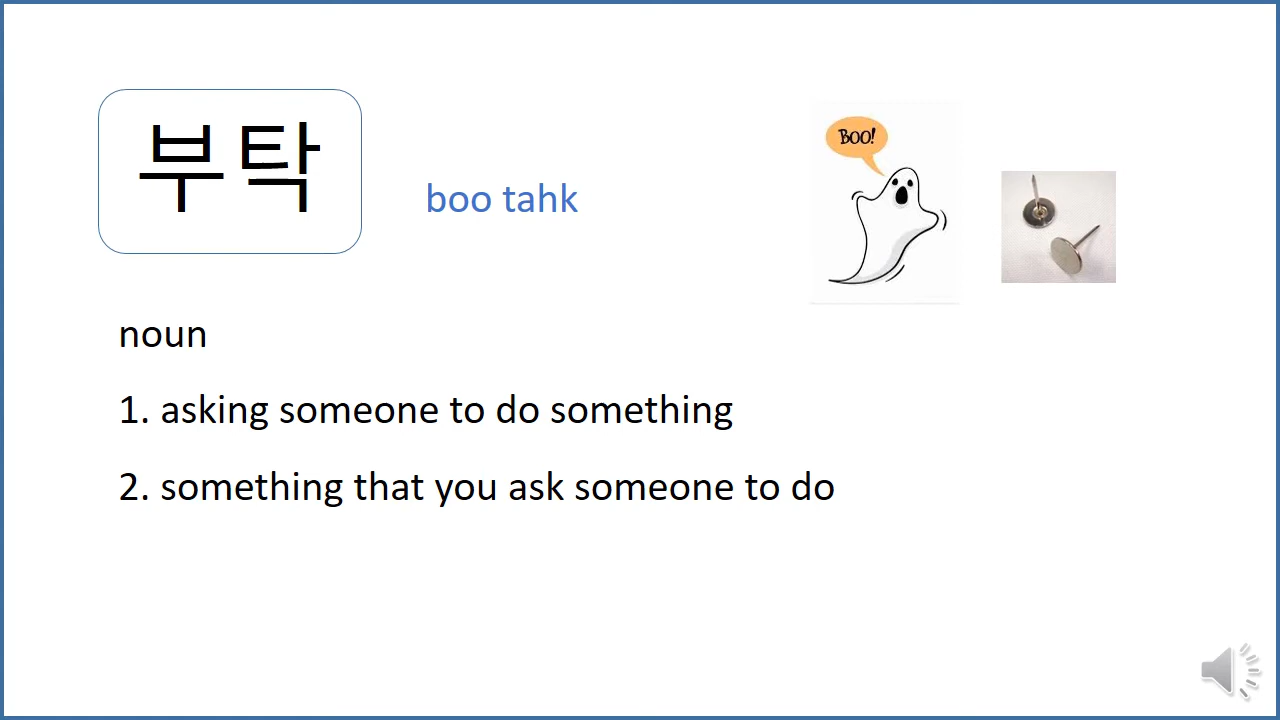 부탁
boo tahk
BOO!
noun
1. asking someone to do something
2. something that you ask someone to do